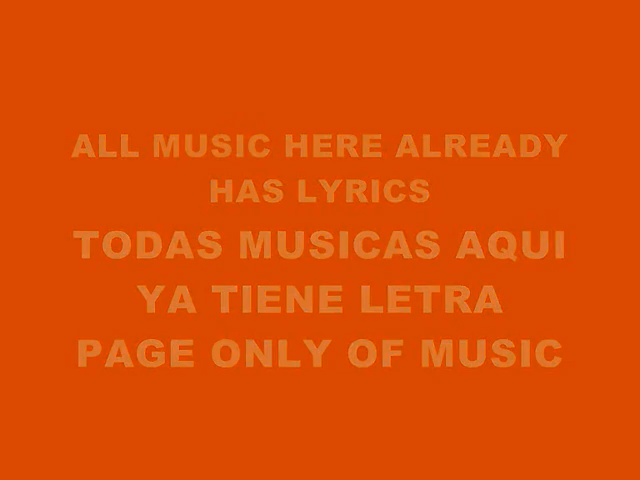 ALL MUSIC HERE ALREADY
HAS LYRICS
TODAS MUSICAS AQUI
YA TIENE LETRA
PAGE ONLY OF MUSIC